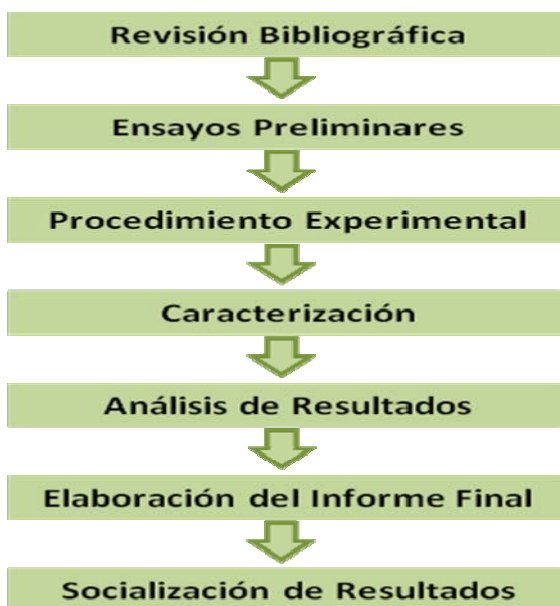 Revisión Bibliográfica
Ensayos Preliminares
Procedimiento Experimental
Caracterización
Análisis de Resultados
Elaboración del Informe Final
Socialización de Resultados